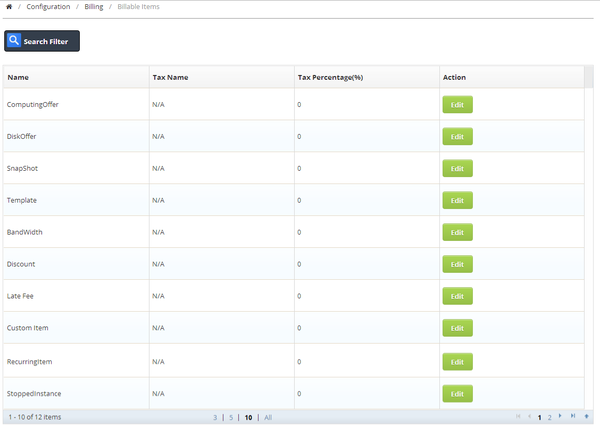 / Configuration / Billing / Billable Items
Search Filter
Name Tax Name Tax Percentage(%) Action
ComputingOffer N/A 0 Edit
DiskOffer N/A 0 Edit
SnapShot N/A 0 Edit
Template N/A 0 Edit
BandWidth N/A 0 Edit
Discount N/A 0 Edit
Late Fee N/A 0 Edit
Custom Item N/A 0 Edit
RecurringItem N/A 0 Edit
StoppedInstance N/A 0 Edit
1 - 10 of 12 items 3 | 5 | 10 | All 1 2